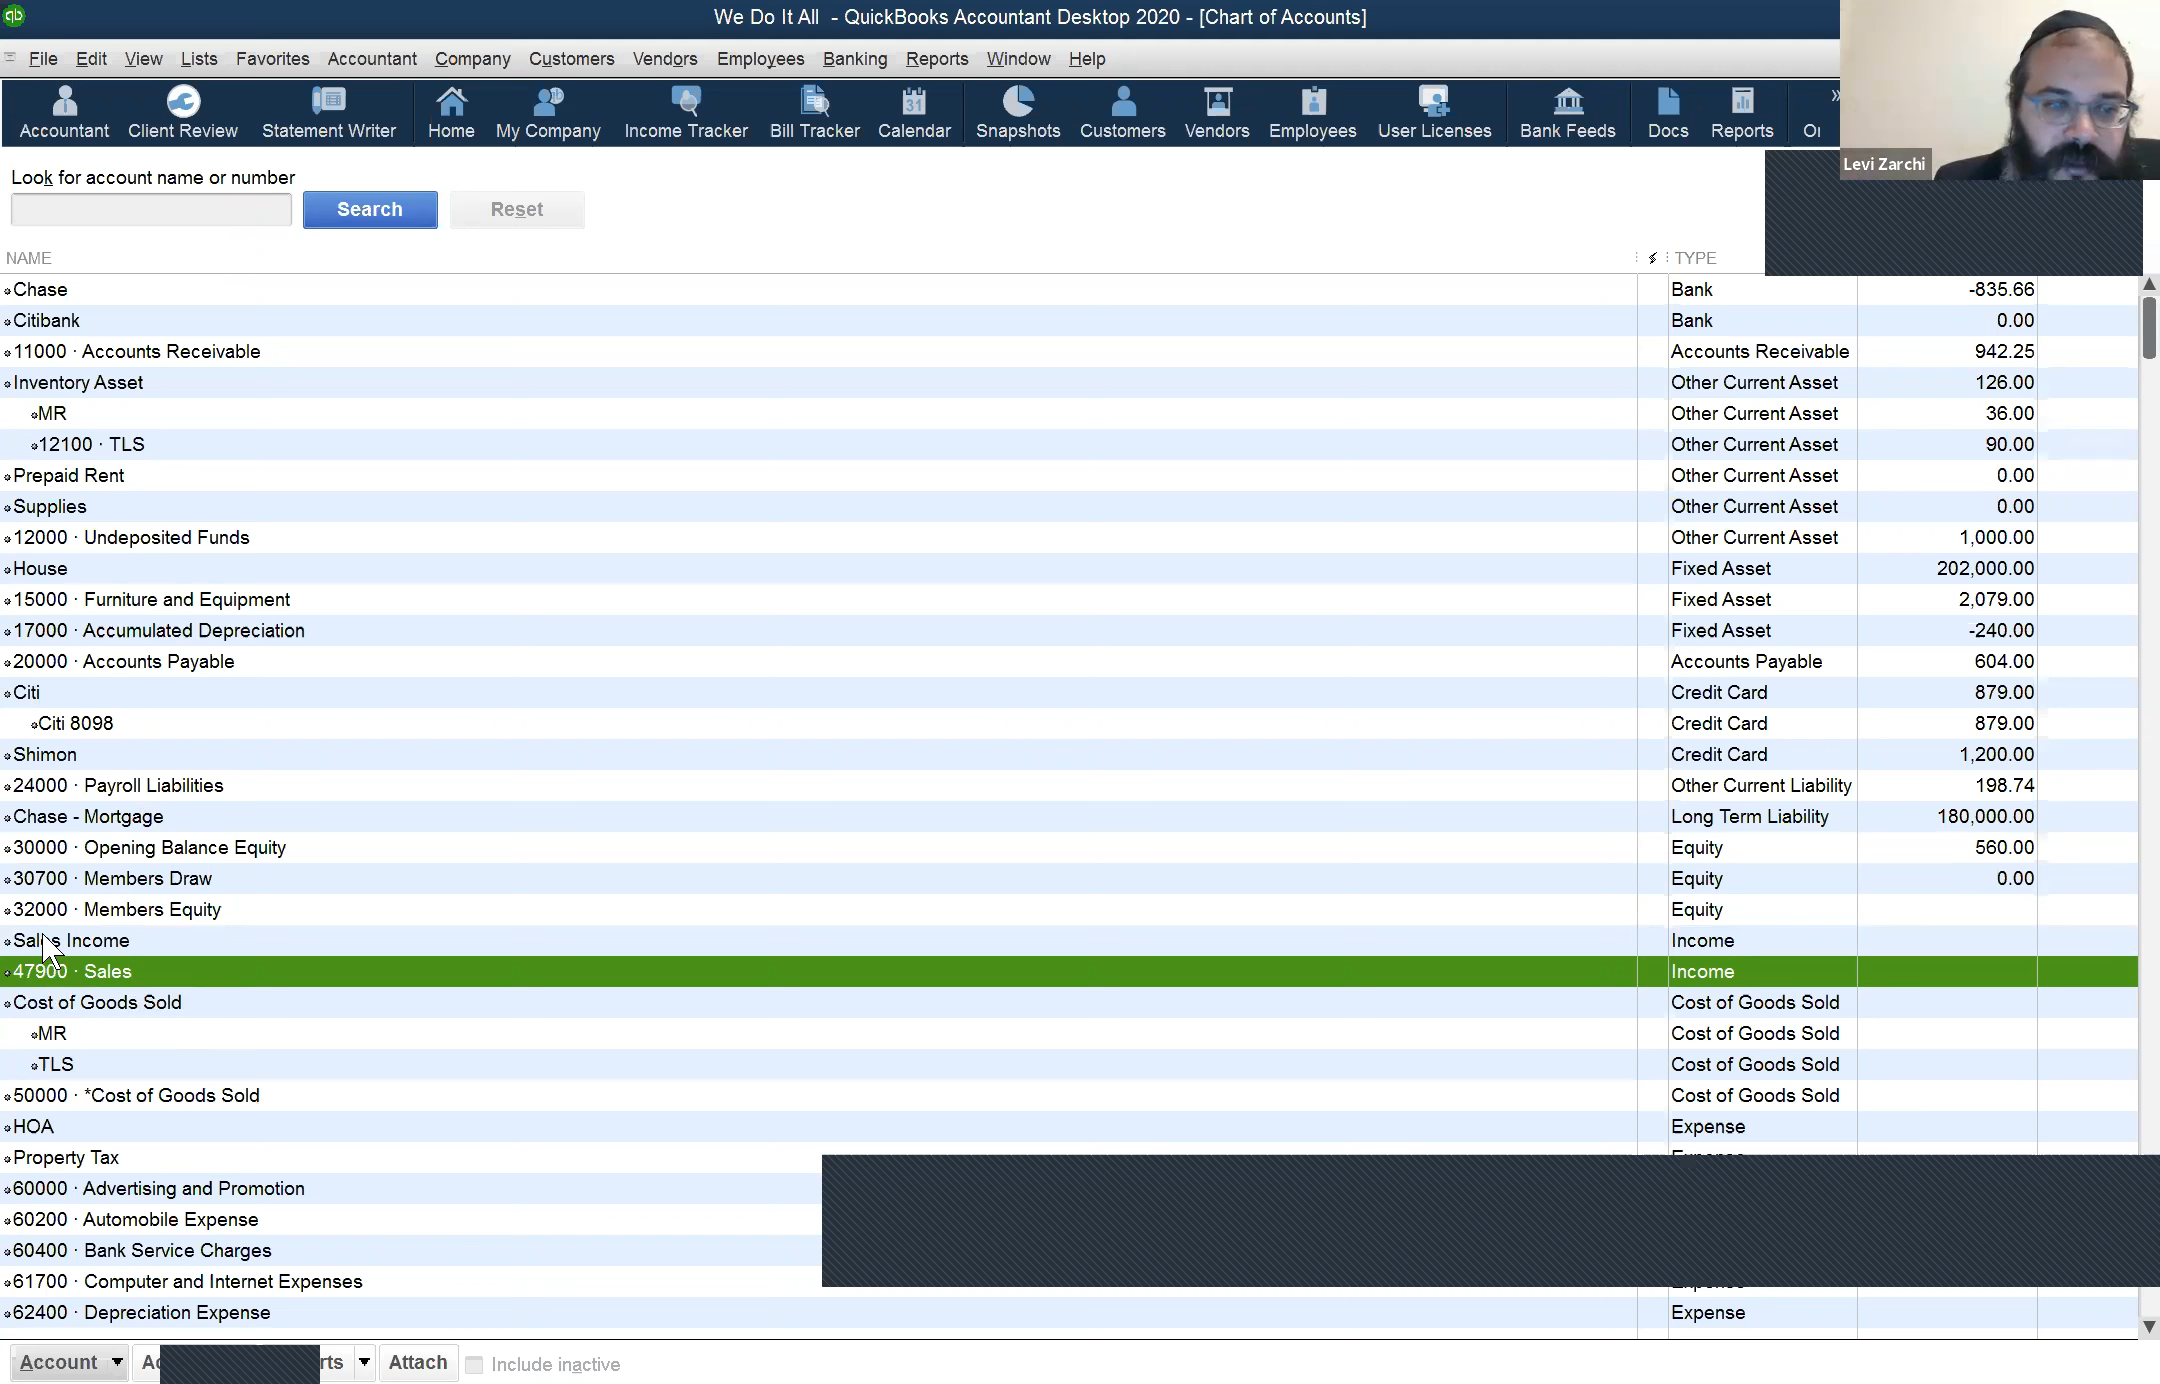 qb We Do It All - QuickBooks Accountant Desktop 2020 - [Chart of Accounts]
File Edit View Lists Favorites Accountant Company Customers Vendors Employees Banking Reports Window Help
Accountant Client Review Statement Writer Home My Company Income Tracker Bill Tracker Calendar Snapshots Customers Vendors Employees User Licenses Bank Feeds Docs Reports
31
Levi Zarchi
Look for account name or number
Search Reset
NAME TYPE
Chase Bank -835.66
Citibank Bank 0.00
11000 · Accounts Receivable Accounts Receivable 942.25
Inventory Asset Other Current Asset 126.00
MR Other Current Asset 36.00
12100 · TLS Other Current Asset 90.00
Prepaid Rent Other Current Asset 0.00
Supplies Other Current Asset 0.00
12000 · Undeposited Funds Other Current Asset 1,000.00
House Fixed Asset 202,000.00
15000 · Furniture and Equipment Fixed Asset 2,079.00
17000 · Accumulated Depreciation Fixed Asset -240.00
20000 · Accounts Payable Accounts Payable 604.00
Citi Credit Card 879.00
Citi 8098 Credit Card 879.00
Shimon Credit Card 1,200.00
24000 · Payroll Liabilities Other Current Liability 198.74
Chase - Mortgage Long Term Liability 180,000.00
30000 · Opening Balance Equity Equity 560.00
30700 · Members Draw Equity 0.00
32000 · Members Equity Equity
Sales Income Income
47900 · Sales Income
Cost of Goods Sold Cost of Goods Sold
MR Cost of Goods Sold
TLS Cost of Goods Sold
50000 · *Cost of Goods Sold Cost of Goods Sold
HOA Expense
Property Tax
60000 · Advertising and Promotion
60200 · Automobile Expense
60400 · Bank Service Charges
61700 · Computer and Internet Expenses
62400 · Depreciation Expense Expense
Account Attach Include inactive